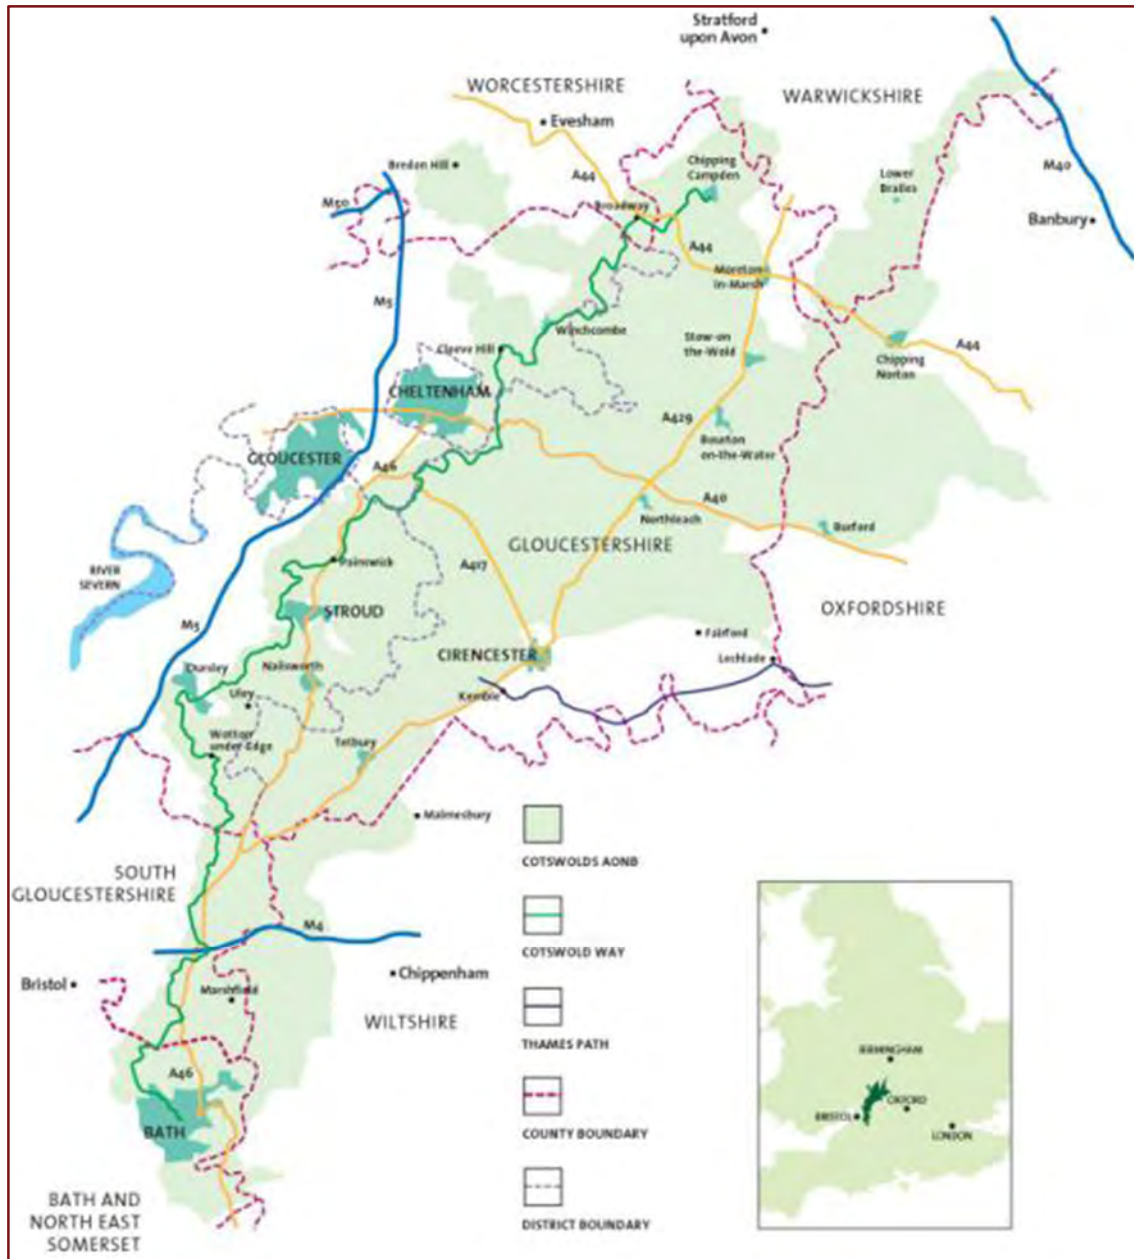 Stratford
upon Avon
WORCESTERSHIRE
WARWICKSHIRE
Evesham
Bredon Hill
A44
Chipping
Campden
Lower
Brailes
M40
M50
Broadway
Banbury
A44
Moreton-
in-Marsh
M5
Winchcombe
Stow-on
the-Wold
Cleeve Hill
A44
Chipping
Norton
CHELTENHAM
A429
Bourton
on-the-Water
GLOUCESTER
A46
A40
Northleach
Burford
GLOUCESTERSHIRE
RIVER
SEVERN
Painswick
A417
OXFORDSHIRE
STROUD
M5
Fairford
CIRENCESTER
Lechlade
Dursley
Nailsworth
Uley
Kemble
Wotton
under-Edge
Tetbury
Malmesbury
COTSWOLDS AONB
SOUTH
GLOUCESTERSHIRE
M4
COTSWOLD WAY
Bristol
Marshfield
Chippenham
WILTSHIRE
THAMES PATH
A46
BATH
COUNTY BOUNDARY
BATH AND
NORTH EAST
SOMERSET
DISTRICT BOUNDARY
BIRMINGHAM
OXFORD
BRISTOL
LONDON